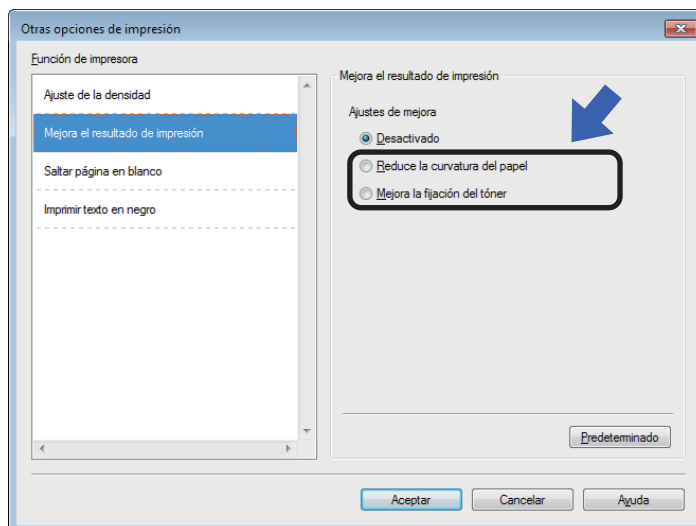 Otras opciones de impresión
Función de impresora
Ajuste de la densidad
Mejora el resultado de impresión
Saltar página en blanco
Imprimir texto en negro
Mejora el resultado de impresión
Ajustes de mejora
Desactivado
Reduce la curvatura del papel
Mejora la fijación del tóner
Predeterminado
Aceptar
Cancelar
Ayuda